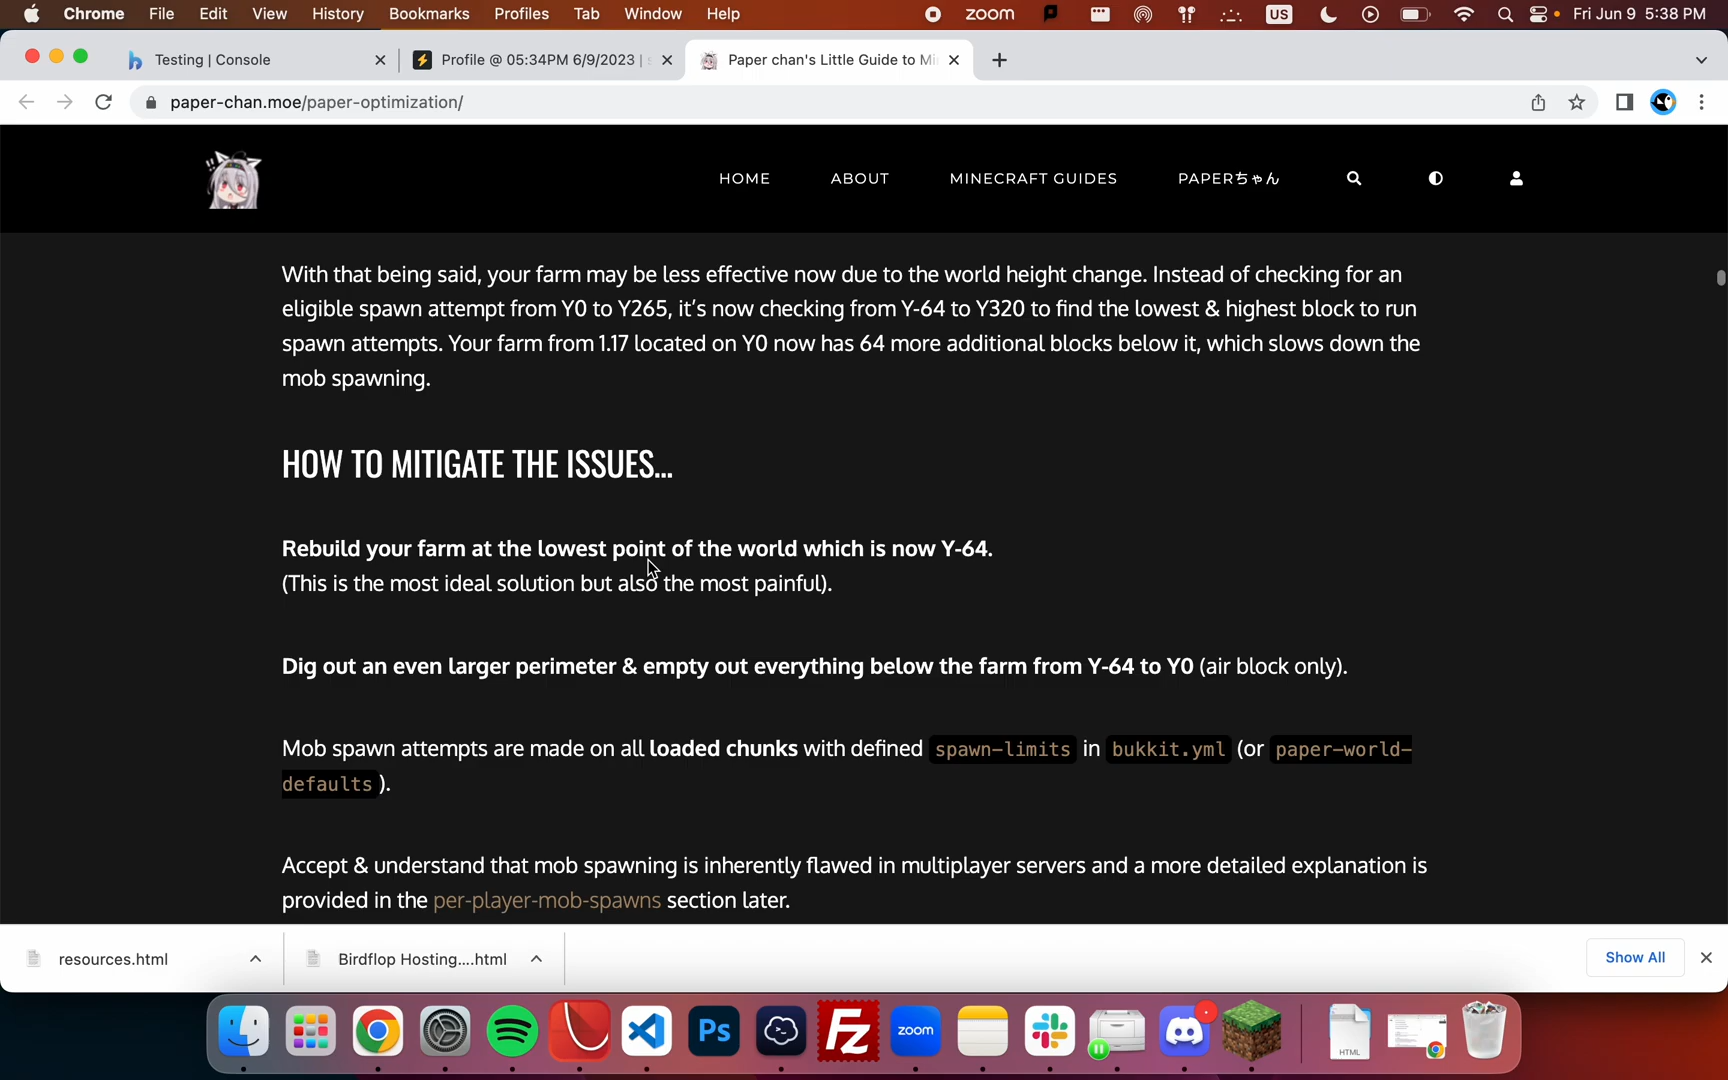 Chrome File Edit View History Bookmarks Profiles Tab Window Help zoom US Fri Jun 9 5:38 PM
Testing | Console Profile @ 05:34PM 6/9/2023 | Paper chan's Little Guide to Mi
paper-chan.moe/paper-optimization/
HOME ABOUT MINECRAFT GUIDES PAPERちゃん
With that being said, your farm may be less effective now due to the world height change. Instead of checking for an
eligible spawn attempt from Y0 to Y265, it's now checking from Y-64 to Y320 to find the lowest & highest block to run
spawn attempts. Your farm from 1.17 located on Y0 now has 64 more additional blocks below it, which slows down the
mob spawning.
HOW TO MITIGATE THE ISSUES...
Rebuild your farm at the lowest point of the world which is now Y-64.
(This is the most ideal solution but also the most painful).
Dig out an even larger perimeter & empty out everything below the farm from Y-64 to Y0 (air block only).
Mob spawn attempts are made on all loaded chunks with defined spawn-limits in bukkit.yml (or paper-world-
defaults ).
Accept & understand that mob spawning is inherently flawed in multiplayer servers and a more detailed explanation is
provided in the per-player-mob-spawns section later.
resources.html Birdflop Hosting....html Show All
Ps Fz zoom HTML